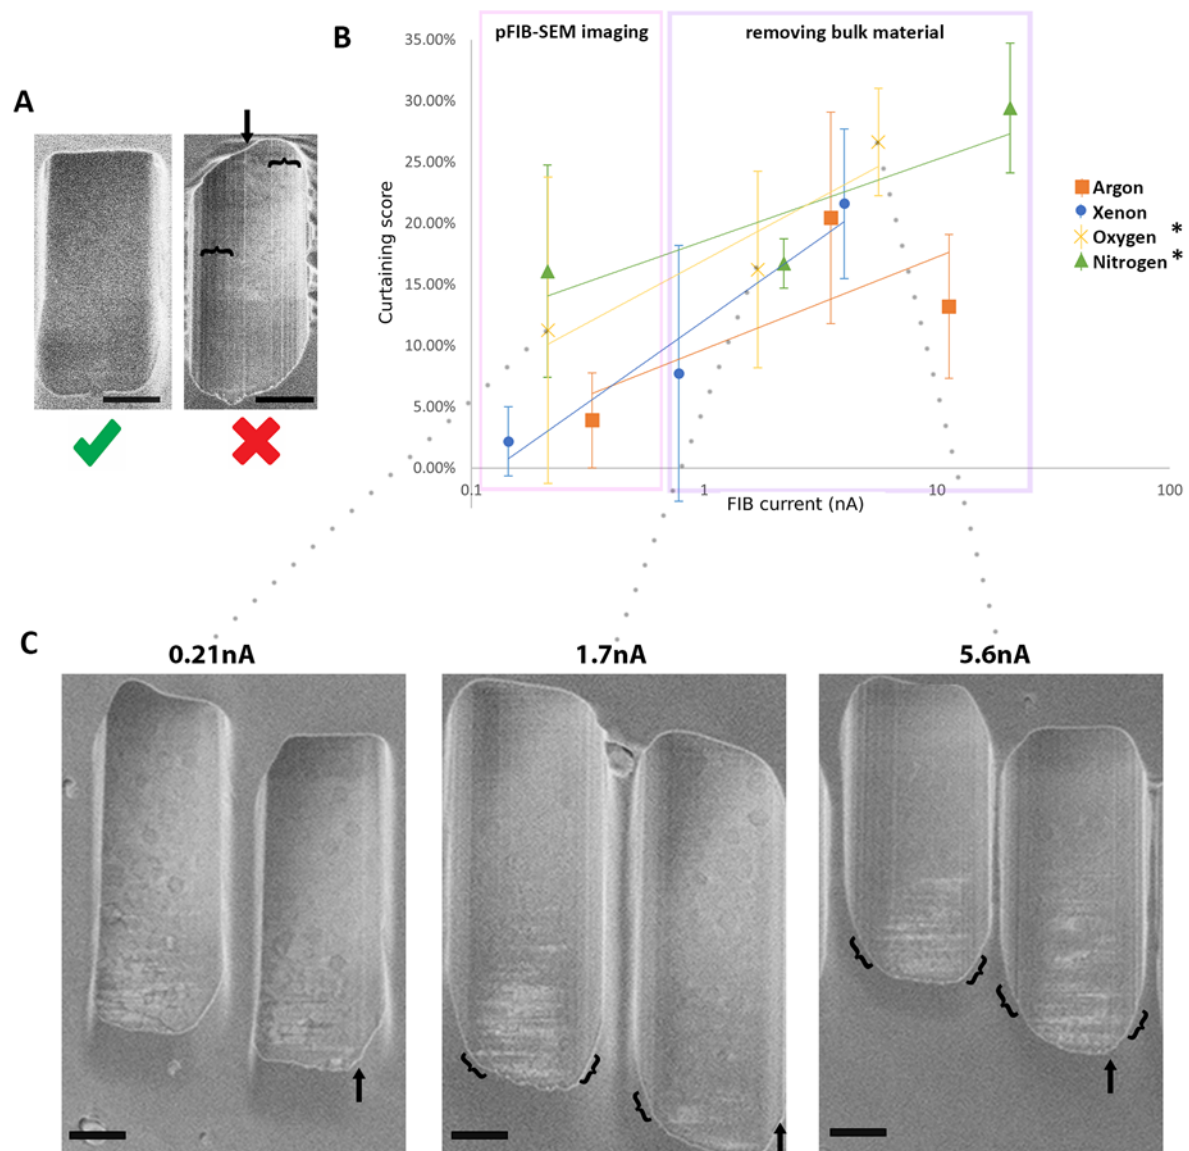 A
B
pFIB-SEM imaging
removing bulk material
Curtaining score
35.00%
30.00%
25.00%
20.00%
15.00%
10.00%
5.00%
0.00%
0.1
1
10
100
FIB current (nA)
Argon
Xenon
Oxygen *
Nitrogen *
C
0.21nA
1.7nA
5.6nA